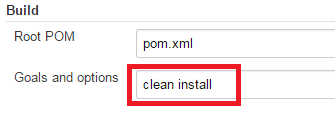 Build
Root POM
pom.xml
Goals and options
clean install